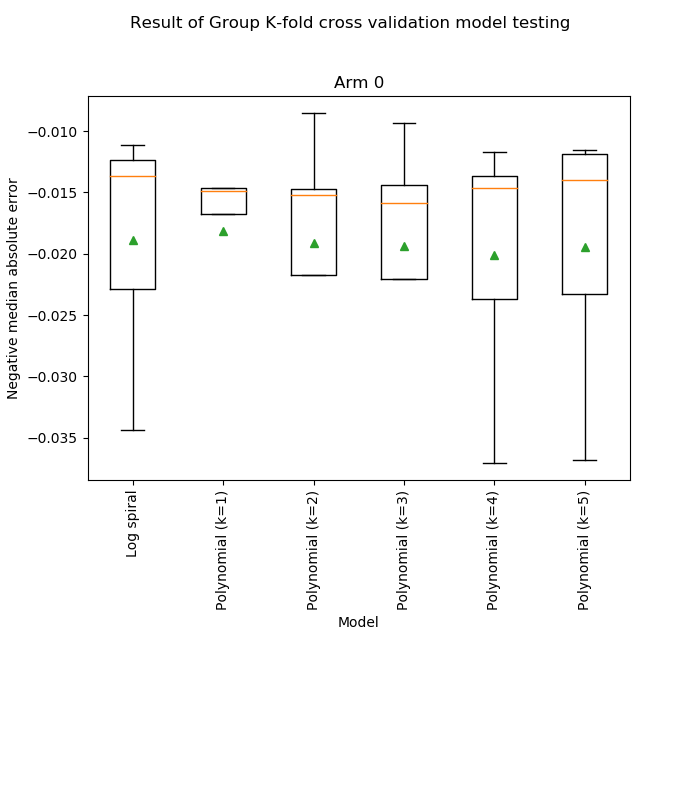 Result of Group K-fold cross validation model testing
Arm 0
Negative median absolute error
−0.010
−0.015
−0.020
−0.025
−0.030
−0.035
Log spiral
Polynomial (k=1)
Polynomial (k=2)
Polynomial (k=3)
Polynomial (k=4)
Polynomial (k=5)
Model